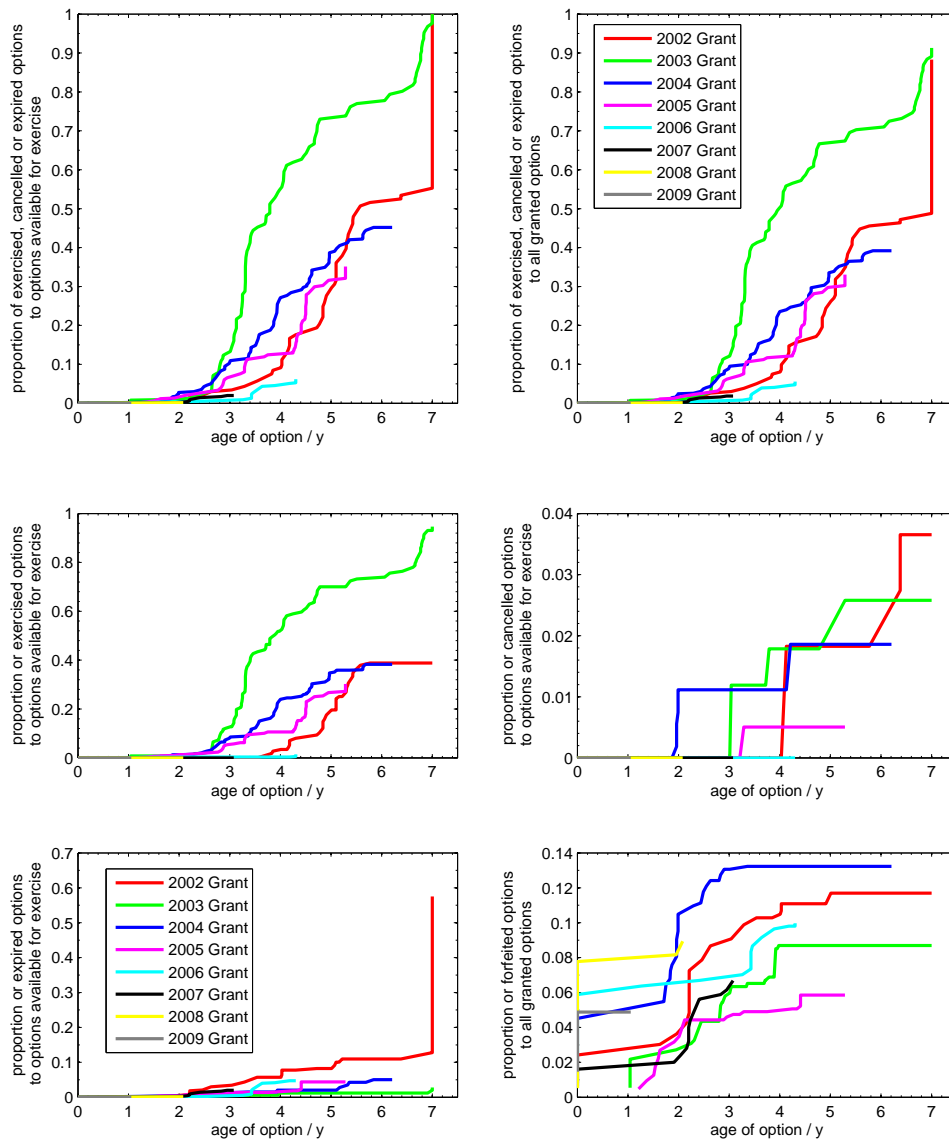 proportion of exercised, cancelled or expired options
to options available for exercise
1
0.9
0.8
0.7
0.6
0.5
0.4
0.3
0.2
0.1
0
0 1 2 3 4 5 6 7
age of option / y
proportion of exercised, cancelled or expired options
to all granted options
1
0.9
0.8
0.7
0.6
0.5
0.4
0.3
0.2
0.1
0
0 1 2 3 4 5 6 7
age of option / y
2002 Grant
2003 Grant
2004 Grant
2005 Grant
2006 Grant
2007 Grant
2008 Grant
2009 Grant
proportion or exercised options
to options available for exercise
1
0.8
0.6
0.4
0.2
0
0 1 2 3 4 5 6 7
age of option / y
proportion or cancelled options
to options available for exercise
0.04
0.03
0.02
0.01
0
0 1 2 3 4 5 6 7
age of option / y
proportion or expired options
to options available for exercise
0.7
0.6
0.5
0.4
0.3
0.2
0.1
0
0 1 2 3 4 5 6 7
age of option / y
2002 Grant
2003 Grant
2004 Grant
2005 Grant
2006 Grant
2007 Grant
2008 Grant
2009 Grant
proportion or forfeited options
to all granted options
0.14
0.12
0.10
0.08
0.06
0.04
0.02
0
0 1 2 3 4 5 6 7
age of option / y